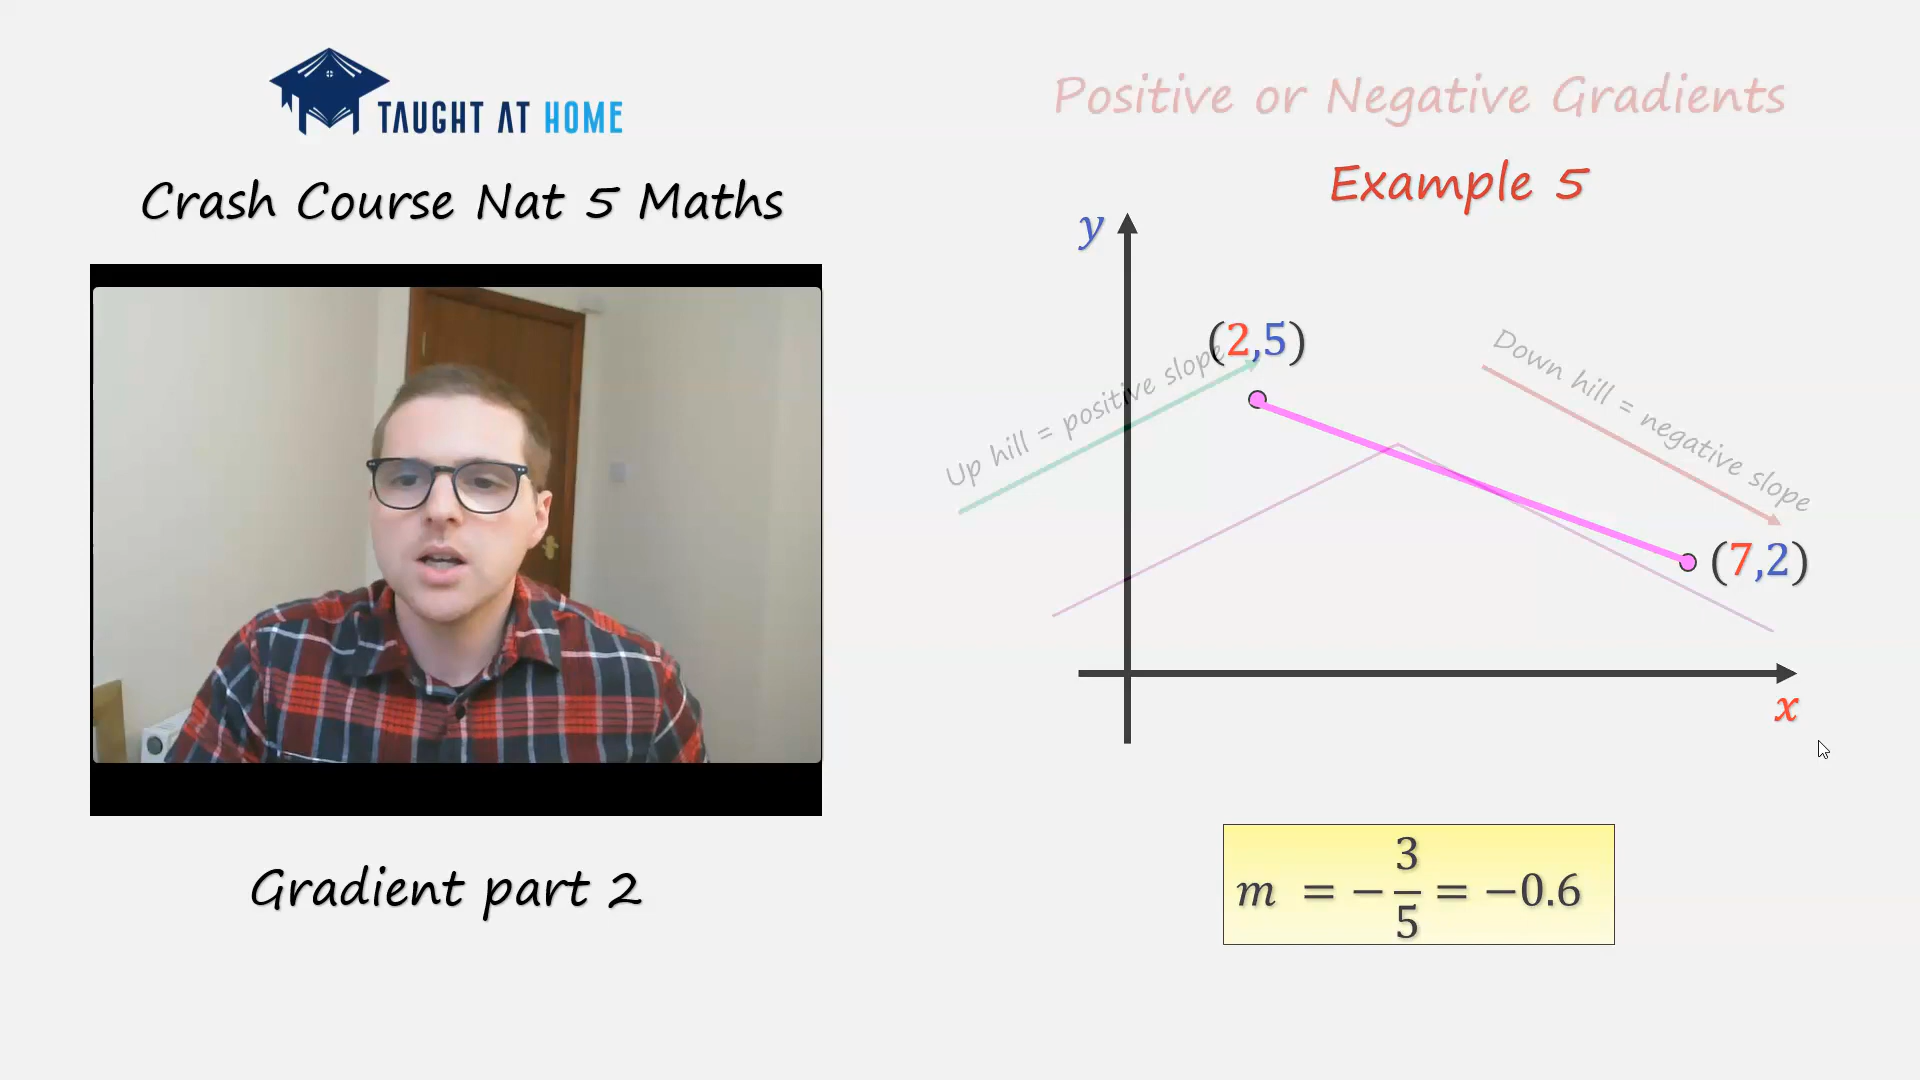 TAUGHT AT HOME
Crash Course Nat 5 Maths
Gradient part 2
Positive or Negative Gradients
Example 5
y
(2,5)
Up hill = positive slope
Down hill = negative slope
(7,2)
x
m = −3/5 = −0.6